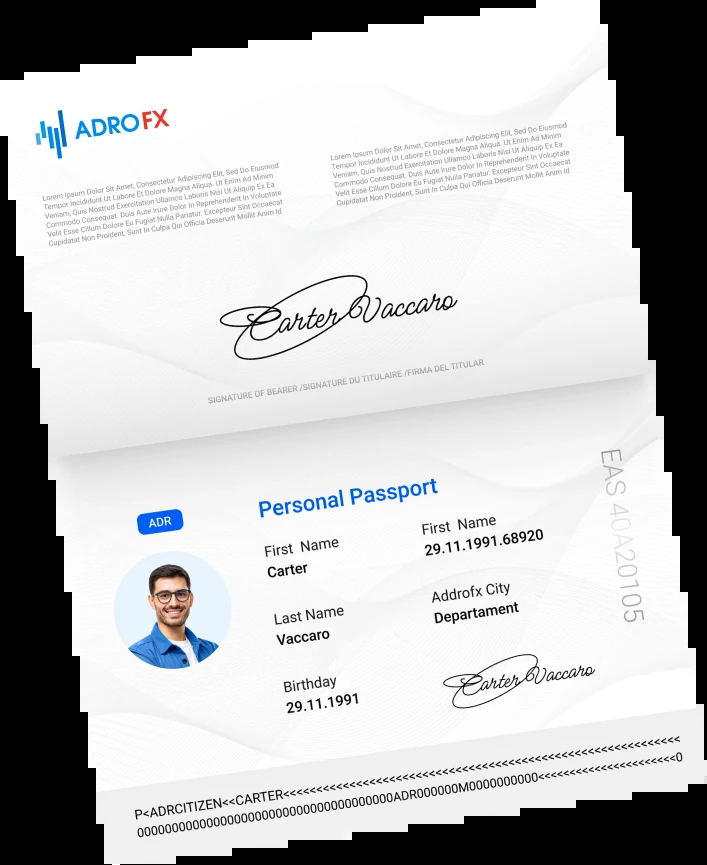 ADROFX
Lorem Ipsum Dolor Sit Amet, Consectetur Adipiscing Elit, Sed Do Eiusmod
Tempor Incididunt Ut Labore Et Dolore Magna Aliqua. Ut Enim Ad Minim
Veniam, Quis Nostrud Exercitation Ullamco Laboris Nisi Ut Aliquip Ex Ea
Commodo Consequat. Duis Aute Irure Dolor In Reprehenderit In Voluptate
Velit Esse Cillum Dolore Eu Fugiat Nulla Pariatur. Excepteur Sint Occaecat
Cupidatat Non Proident, Sunt In Culpa Qui Officia Deserunt Mollit Anim Id
Lorem Ipsum Dolor Sit Amet, Consectetur Adipiscing Elit, Sed Do Eiusmod
Tempor Incididunt Ut Labore Et Dolore Magna Aliqua. Ut Enim Ad Minim
Veniam, Quis Nostrud Exercitation Ullamco Laboris Nisi Ut Aliquip Ex Ea
Commodo Consequat. Duis Aute Irure Dolor In Reprehenderit In Voluptate
Velit Esse Cillum Dolore Eu Fugiat Nulla Pariatur. Excepteur Sint Occaecat
Cupidatat Non Proident, Sunt In Culpa Qui Officia Deserunt Mollit Anim Id
Carter Vaccaro
SIGNATURE OF BEARER /SIGNATURE DU TITULAIRE /FIRMA DEL TITULAR
EAS 40A20105
ADR
Personal Passport
First Name
Carter
First Name
29.11.1991.68920
Last Name
Vaccaro
Addrofx City
Departament
Birthday
29.11.1991
Carter Vaccaro
P<ADRCITIZEN<<CARTER<<<<<<<<<<<<<<<<<<<<<<<<<<<<<<<<<<<<<<<<<<<<<<<<<<<<<<<<<<<
00000000000000000000000000000000000000ADR000000M0000000000<<<<<<<<<<<<<<<<<<<<<<0